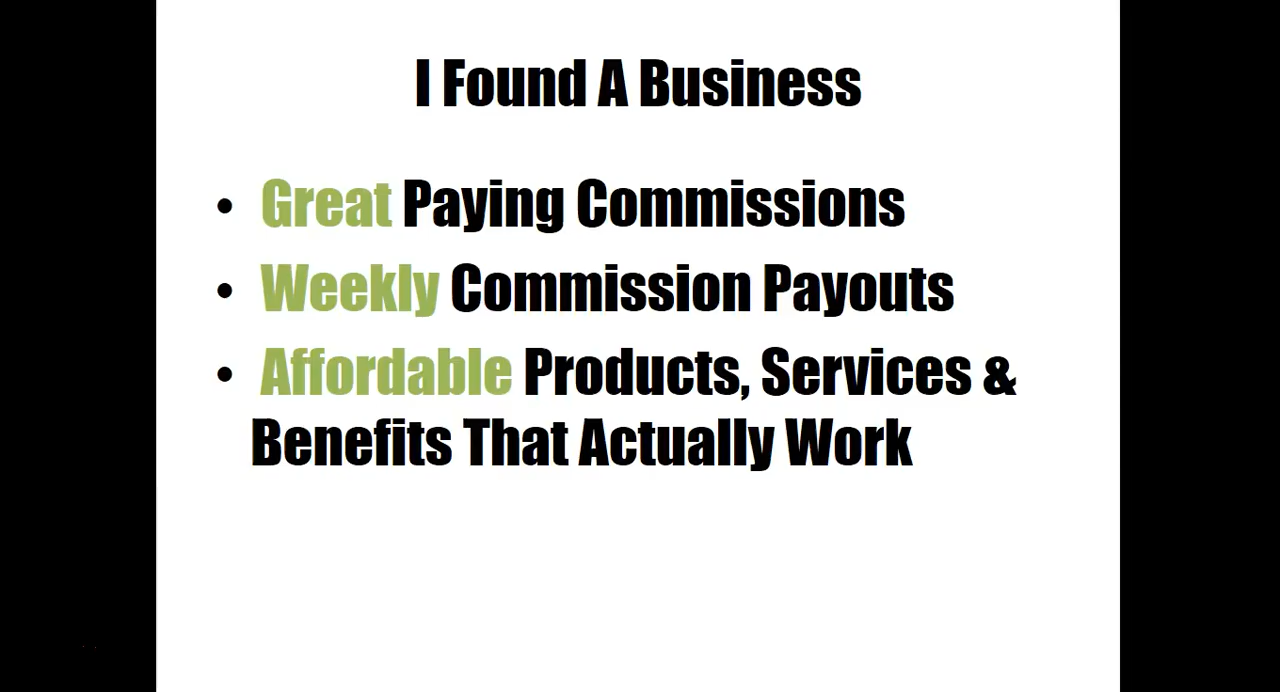 I Found A Business
• Great Paying Commissions
• Weekly Commission Payouts
• Affordable Products, Services &
Benefits That Actually Work